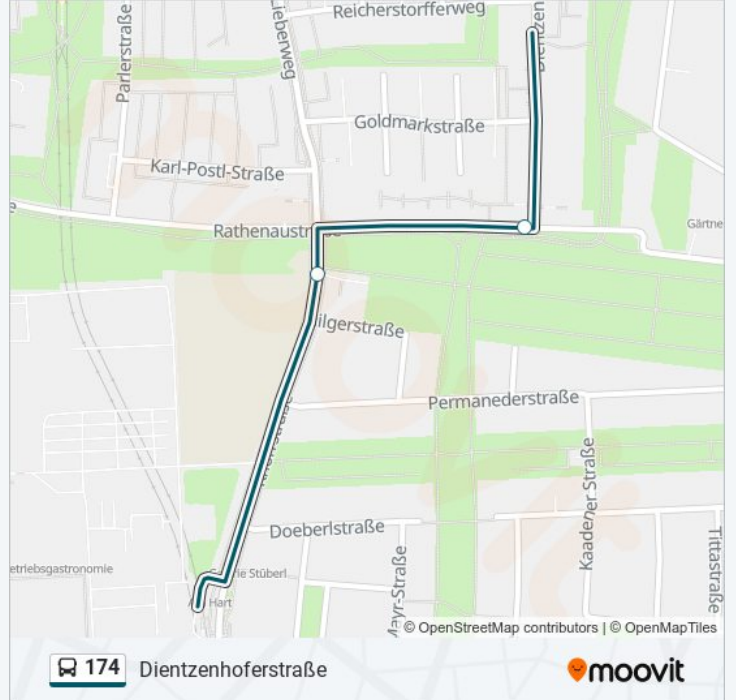 Reicherstorfferweg
Parlerstraße
Goldmarkstraße
Karl-Postl-Straße
Rathenaustr
Gärtne
ilgerstraße
Permanederstraße
Kaadener Straße
Doeberlstraße
Mayr-Straße
Tittastraße
etriebsgastronomie
Stüberl
Hart
© OpenStreetMap contributors | © OpenMapTiles
174 Dientzenhoferstraße
moovit